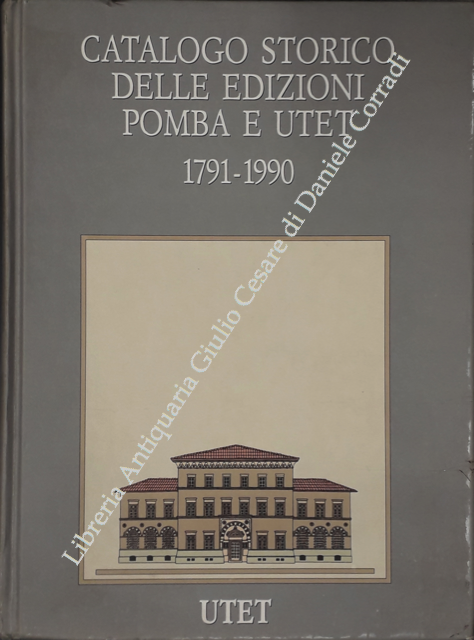 CATALOGO STORICO
DELLE EDIZIONI
POMBA E UTET
1791-1990
Libreria Antiquaria Giulio Cesare di Daniele Corradi
UTET